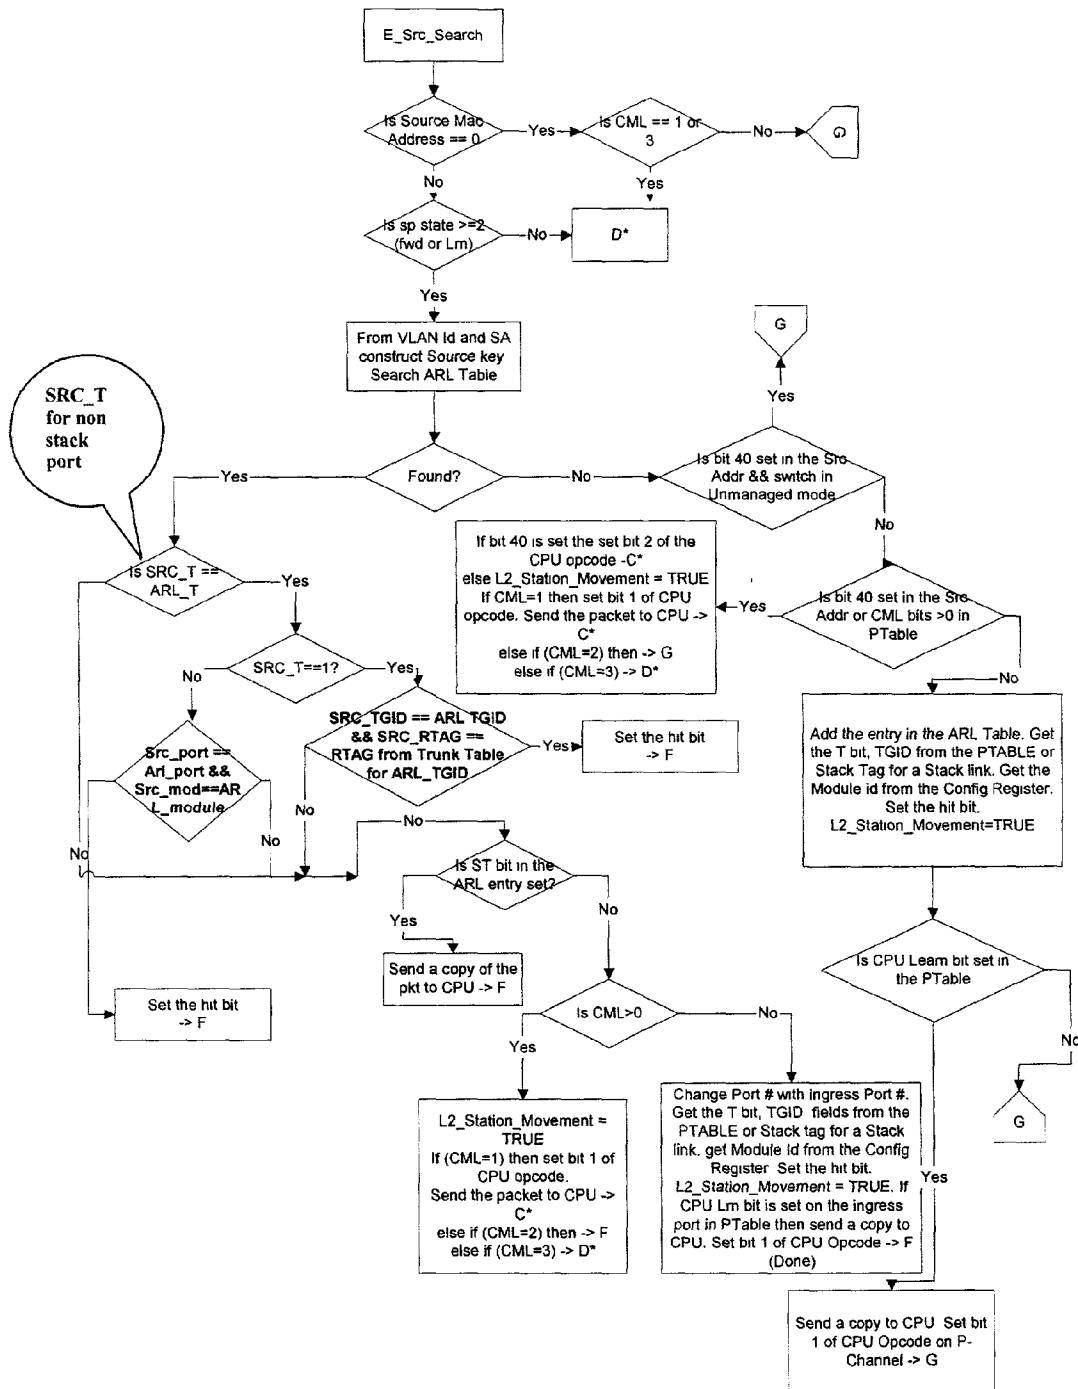 E_Src_Search
Is Source Mac
Address == 0
Yes
Is CML == 1 or
3
No
G
No
Yes
Is sp state >=2
(fwd or Lrn)
No
D*
Yes
G
From VLAN Id and SA
construct Source key
Search ARL Table
Yes
SRC_T
for non
stack
port
Yes
Found?
No
Is bit 40 set in the Src
Addr && switch in
Unmanaged mode
No
Is SRC_T ==
ARL_T
Yes
If bit 40 is set the set bit 2 of the
CPU opcode -C*
else L2_Station_Movement = TRUE
If CML=1 then set bit 1 of CPU
opcode. Send the packet to CPU ->
C*
else if (CML=2) then -> G
else if (CML=3) -> D*
Yes
Is bit 40 set in the Src
Addr or CML bits >0 in
PTable
No
SRC_T==1?
No
Yes
Src_port ==
Arl_port &&
Src_mod==AR
L_module
SRC_TGID == ARL TGID
&& SRC_RTAG ==
RTAG from Trunk Table
for ARL_TGID
Yes
Set the hit bit
-> F
Add the entry in the ARL Table. Get
the T bit, TGID from the PTABLE or
Stack Tag for a Stack link. Get the
Module id from the Config Register.
Set the hit bit.
L2_Station_Movement=TRUE
No
No
No
No
Is ST bit in the
ARL entry set?
Yes
No
Send a copy of the
pkt to CPU -> F
Is CPU Learn bit set in
the PTable
Set the hit bit
-> F
Is CML>0
No
Yes
No
L2_Station_Movement =
TRUE
If (CML=1) then set bit 1 of
CPU opcode.
Send the packet to CPU ->
C*
else if (CML=2) then -> F
else if (CML=3) -> D*
Change Port # with ingress Port #.
Get the T bit, TGID fields from the
PTABLE or Stack tag for a Stack
link. get Module Id from the Config
Register Set the hit bit.
L2_Station_Movement = TRUE. If
CPU Lrn bit is set on the ingress
port in PTable then send a copy to
CPU. Set bit 1 of CPU Opcode -> F
(Done)
G
Yes
Send a copy to CPU Set bit
1 of CPU Opcode on P-
Channel -> G